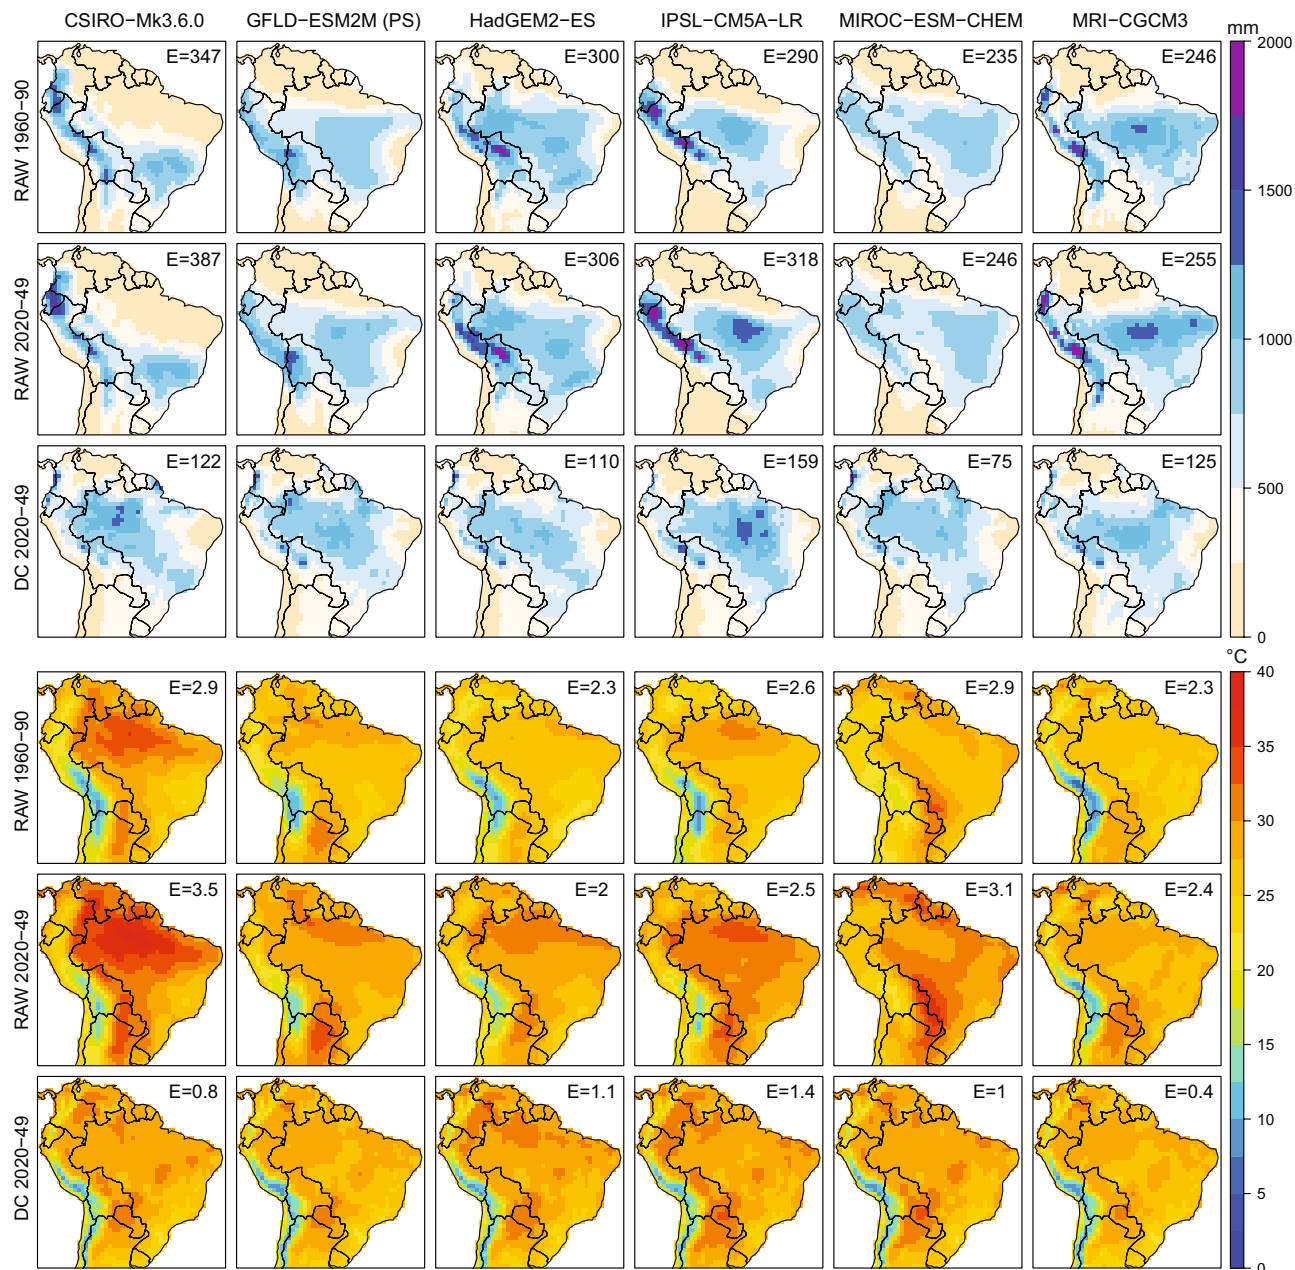 CSIRO−Mk3.6.0 GFLD−ESM2M (PS) HadGEM2−ES IPSL−CM5A−LR MIROC−ESM−CHEM MRI−CGCM3
mm
RAW 1960−90
E=347 E=300 E=290 E=235 E=246
2000
1500
RAW 2020−49
E=387 E=306 E=318 E=246 E=255
1000
DC 2020−49
E=122 E=110 E=159 E=75 E=125
500
0
°C
RAW 1960−90
E=2.9 E=2.3 E=2.6 E=2.9 E=2.3
40
35
30
RAW 2020−49
E=3.5 E=2 E=2.5 E=3.1 E=2.4
25
20
15
DC 2020−49
E=0.8 E=1.1 E=1.4 E=1 E=0.4
10
5
0